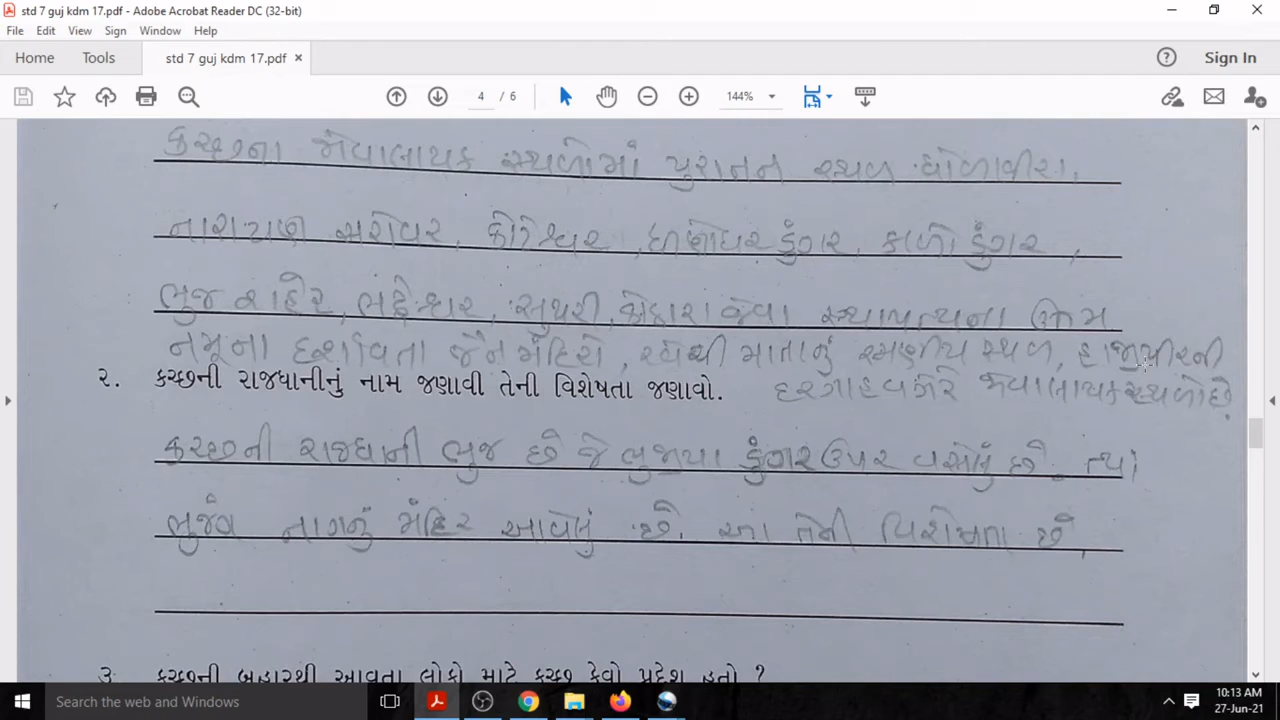 std 7 guj kdm 17.pdf - Adobe Acrobat Reader DC (32-bit)
File Edit View Sign Window Help
Home Tools std 7 guj kdm 17.pdf × ? Sign In
4 / 6 144%
કચ્છના જોવાલાયક સ્થળોમાં પુરાતન સ્થળ ધોળાવીરા,
નારાયણ સરોવર, કોટેશ્વર, ધીણોધર ડુંગર, કાળો ડુંગર,
ભુજ શહેર, ભદ્રેશ્વર, સુથરી, કોઠારા જેવા સ્થાપત્યના
નમૂના દર્શાવતા જૈન મંદિરો, રવેચી માતાનું રમણીય સ્થળ, હાજીપીરની
૨. કચ્છની રાજધાનીનું નામ જણાવી તેની વિશેષતા જણાવો. દરગાહ વગેરે જોવાલાયક સ્થળો છે.
કચ્છની રાજધાની ભુજ છે જે ભુજીયા ડુંગર ઉપર વસેલું છે. ત્યાં
ભુજંગ નાગનું મંદિર આવેલું છે. આ તેની વિશેષતા છે.
૩. કચ્છની બહારથી આવતા લોકો માટે કચ્છ કેવો પ્રદેશ હતો ?
Search the web and Windows
10:13 AM
27-Jun-21